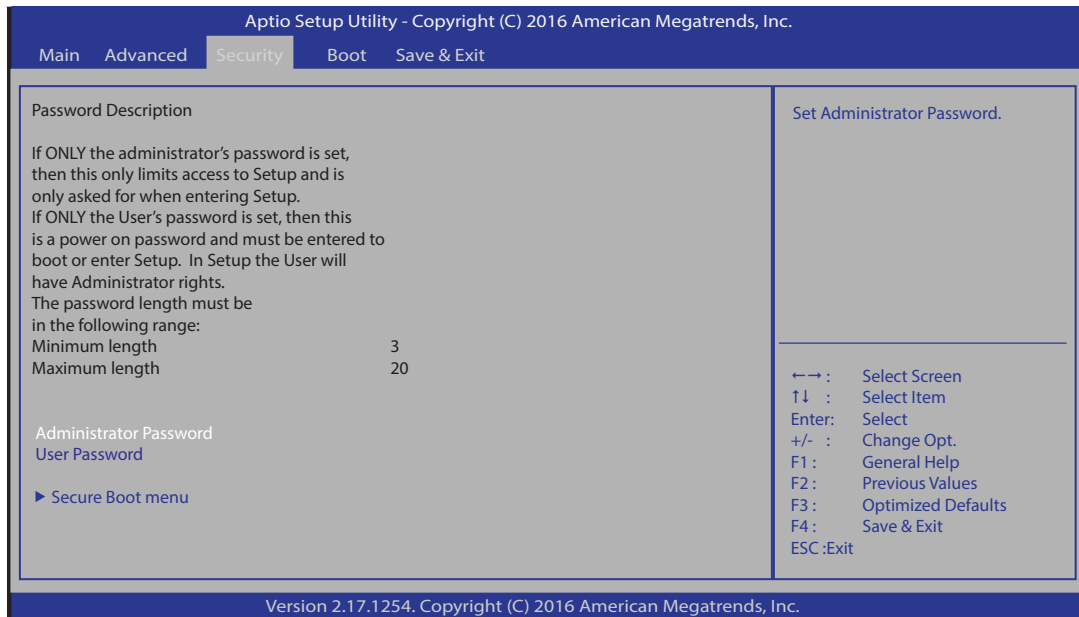 Aptio Setup Utility - Copyright (C) 2016 American Megatrends, Inc.
Main Advanced Security Boot Save & Exit
Password Description
If ONLY the administrator’s password is set,
then this only limits access to Setup and is
only asked for when entering Setup.
If ONLY the User’s password is set, then this
is a power on password and must be entered to
boot or enter Setup. In Setup the User will
have Administrator rights.
The password length must be
in the following range:
Minimum length 3
Maximum length 20
Administrator Password
User Password
▶ Secure Boot menu
Set Administrator Password.
←→ : Select Screen
↑↓ : Select Item
Enter: Select
+/- : Change Opt.
F1 : General Help
F2 : Previous Values
F3 : Optimized Defaults
F4 : Save & Exit
ESC :Exit
Version 2.17.1254. Copyright (C) 2016 American Megatrends, Inc.